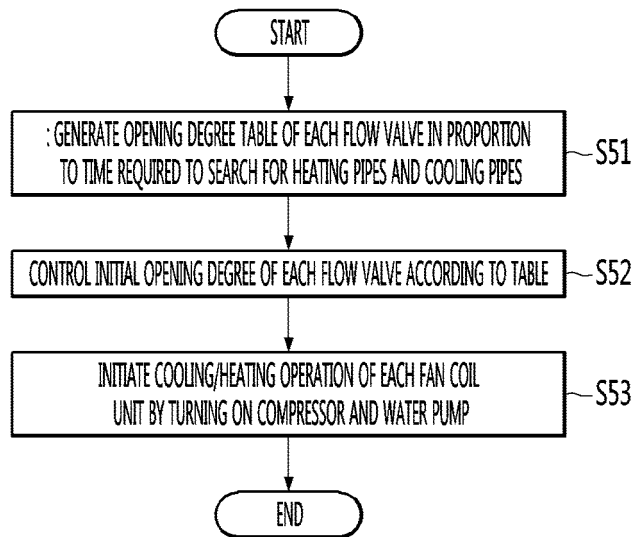 START
: GENERATE OPENING DEGREE TABLE OF EACH FLOW VALVE IN PROPORTION
TO TIME REQUIRED TO SEARCH FOR HEATING PIPES AND COOLING PIPES
S51
CONTROL INITIAL OPENING DEGREE OF EACH FLOW VALVE ACCORDING TO TABLE
S52
INITIATE COOLING/HEATING OPERATION OF EACH FAN COIL
UNIT BY TURNING ON COMPRESSOR AND WATER PUMP
S53
END